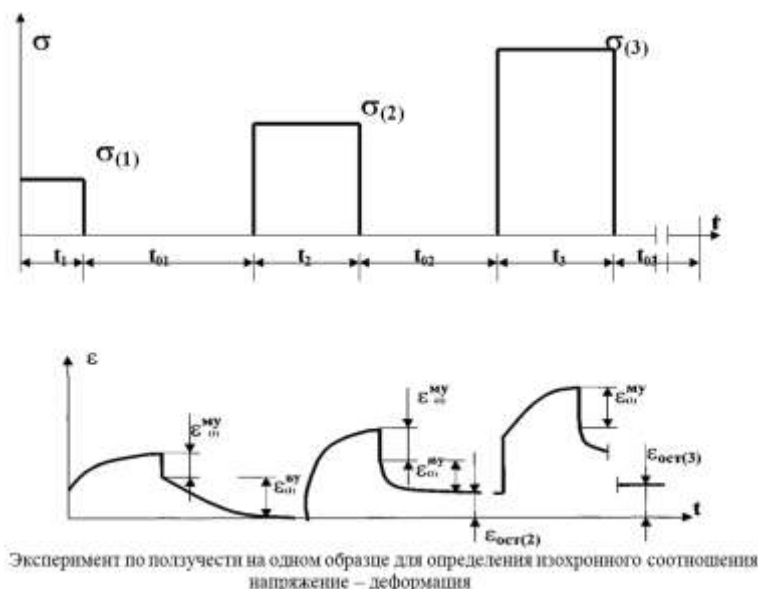 σ
σ(3)
σ(2)
σ(1)
t
t₁
t₀₁
t₂
t₀₂
t₃
t₀₃
ε
t
εост(3)
εост(2)
Эксперимент по ползучести на одном образце для определения изохронного соотношения
напряжение – деформация